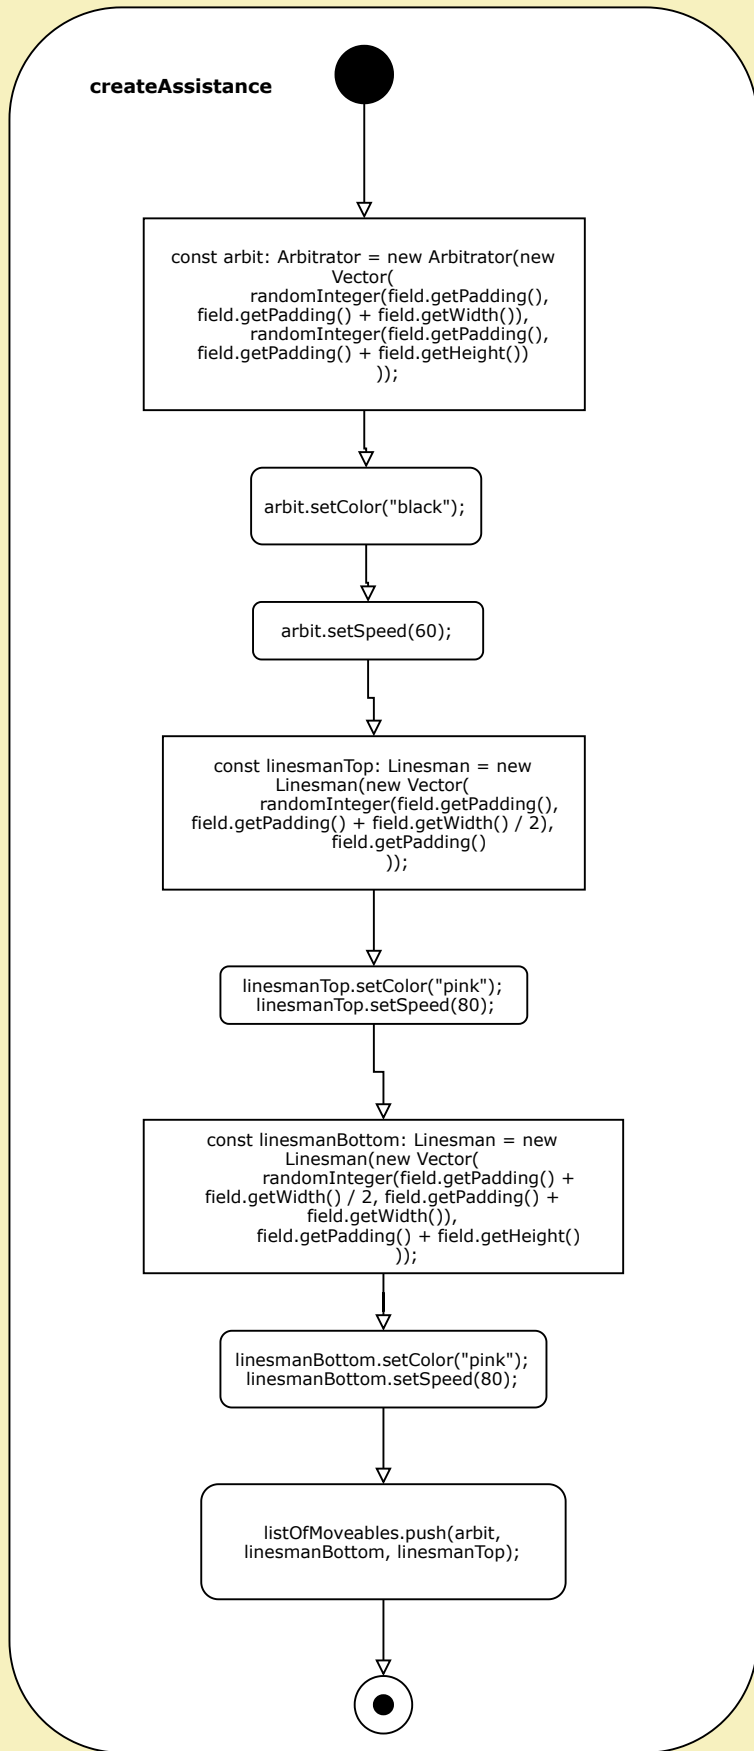 createAssistance
const arbit: Arbitrator = new Arbitrator(new
Vector(
randomInteger(field.getPadding(),
field.getPadding() + field.getWidth()),
randomInteger(field.getPadding(),
field.getPadding() + field.getHeight())
));
arbit.setColor("black");
arbit.setSpeed(60);
const linesmanTop: Linesman = new
Linesman(new Vector(
randomInteger(field.getPadding(),
field.getPadding() + field.getWidth() / 2),
field.getPadding()
));
linesmanTop.setColor("pink");
linesmanTop.setSpeed(80);
const linesmanBottom: Linesman = new
Linesman(new Vector(
randomInteger(field.getPadding() +
field.getWidth() / 2, field.getPadding() +
field.getWidth()),
field.getPadding() + field.getHeight()
));
linesmanBottom.setColor("pink");
linesmanBottom.setSpeed(80);
listOfMoveables.push(arbit,
linesmanBottom, linesmanTop);